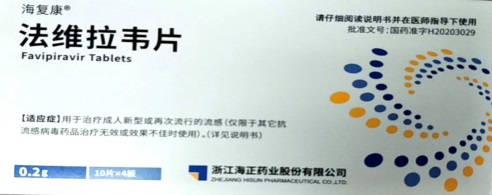 海复康®
请仔细阅读说明书并在医师指导下使用
批准文号：国药准字H20203029
法维拉韦片
Favipiravir Tablets
【适应症】用于治疗成人新型或再次流行的流感（仅限于其它抗
流感病毒药品治疗无效或效果不佳时使用）。（详见说明书）
0.2g
10片×4板
浙江海正药业股份有限公司
ZHEJIANG HISUN PHARMACEUTICAL CO.,LTD.